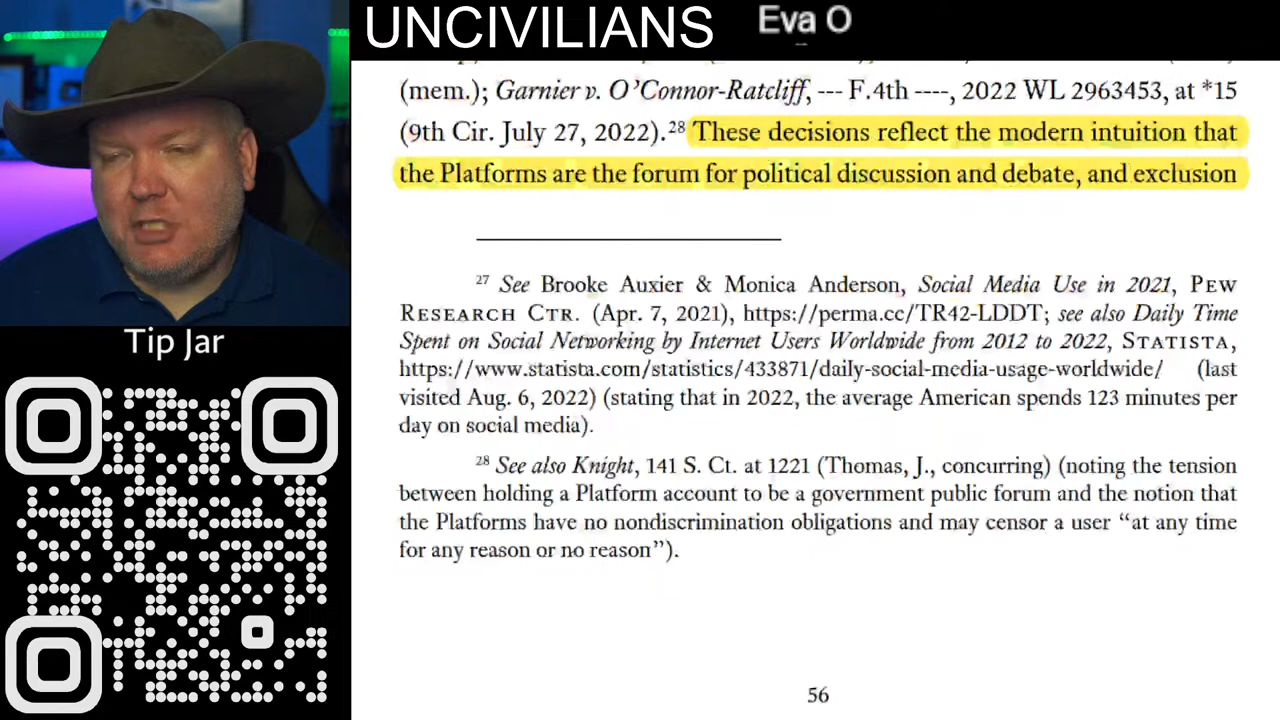 UNCIVILIANS
Eva O
(mem.); Garnier v. O’Connor-Ratcliff, --- F.4th ----, 2022 WL 2963453, at *15
(9th Cir. July 27, 2022).28 These decisions reflect the modern intuition that
the Platforms are the forum for political discussion and debate, and exclusion
27 See Brooke Auxier & Monica Anderson, Social Media Use in 2021, PEW
RESEARCH CTR. (Apr. 7, 2021), https://perma.cc/TR42-LDDT; see also Daily Time
Spent on Social Networking by Internet Users Worldwide from 2012 to 2022, STATISTA,
https://www.statista.com/statistics/433871/daily-social-media-usage-worldwide/ (last
visited Aug. 6, 2022) (stating that in 2022, the average American spends 123 minutes per
day on social media).
28 See also Knight, 141 S. Ct. at 1221 (Thomas, J., concurring) (noting the tension
between holding a Platform account to be a government public forum and the notion that
the Platforms have no nondiscrimination obligations and may censor a user “at any time
for any reason or no reason”).
56
Tip Jar